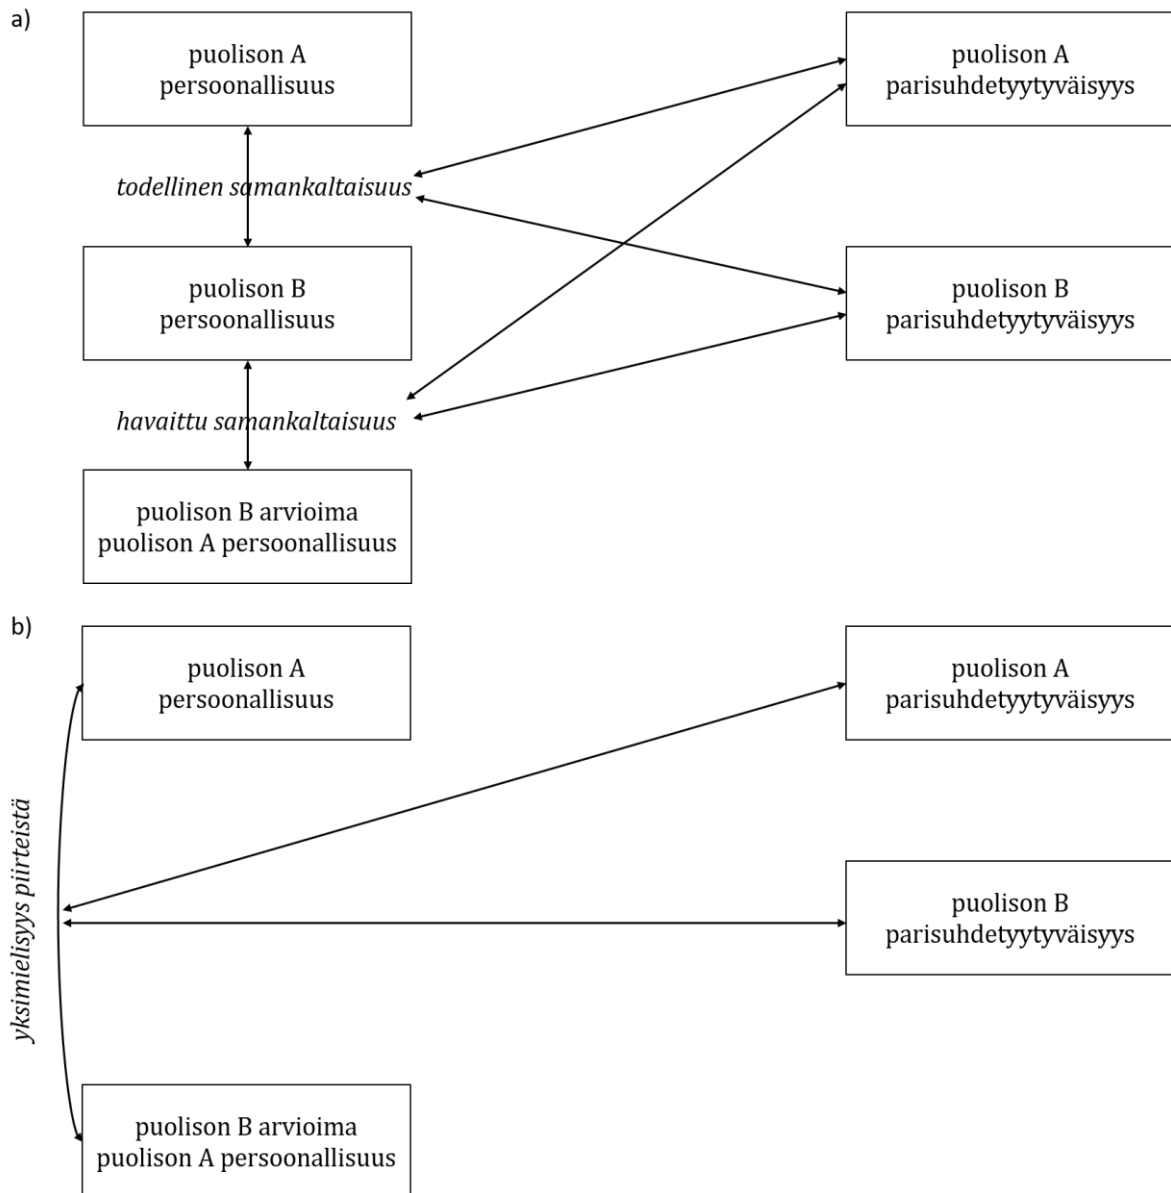 a)
puolison A
persoonallisuus
puolison A
parisuhdetyytyväisyys
todellinen samankaltaisuus
puolison B
persoonallisuus
puolison B
parisuhdetyytyväisyys
havaittu samankaltaisuus
puolison B arvioima
puolison A persoonallisuus
b)
puolison A
persoonallisuus
puolison A
parisuhdetyytyväisyys
yksimielisyys piirteistä
puolison B
parisuhdetyytyväisyys
puolison B arvioima
puolison A persoonallisuus